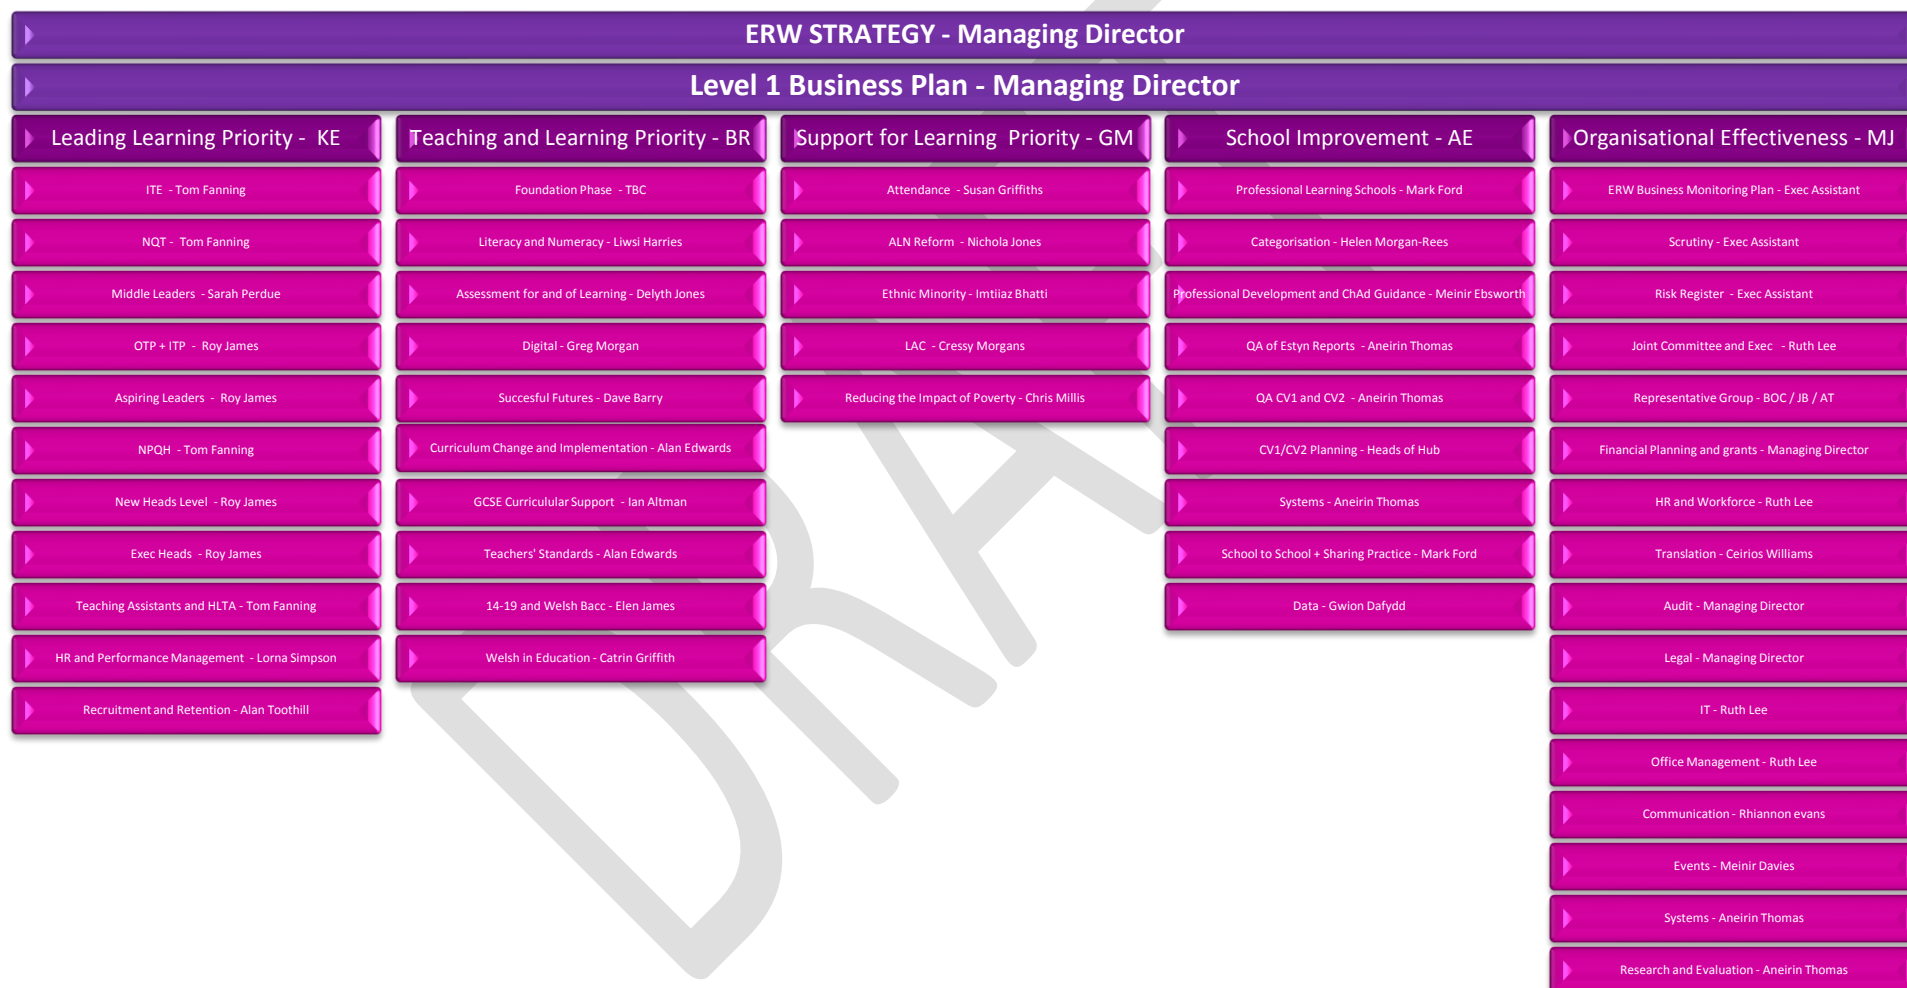 ERW STRATEGY - Managing Director
Level 1 Business Plan - Managing Director
Leading Learning Priority - KE
ITE - Tom Fanning
NQT - Tom Fanning
Middle Leaders - Sarah Perdue
OTP + ITP - Roy James
Aspiring Leaders - Roy James
NPQH - Tom Fanning
New Heads Level - Roy James
Exec Heads - Roy James
Teaching Assistants and HLTA - Tom Fanning
HR and Performance Management - Lorna Simpson
Recruitment and Retention - Alan Toothill
Teaching and Learning Priority - BR
Foundation Phase - TBC
Literacy and Numeracy - Liwsi Harries
Assessment for and of Learning - Delyth Jones
Digital - Greg Morgan
Succesful Futures - Dave Barry
Curriculum Change and Implementation - Alan Edwards
GCSE Curriculular Support - Ian Altman
Teachers' Standards - Alan Edwards
14-19 and Welsh Bacc - Elen James
Welsh in Education - Catrin Griffith
Support for Learning Priority - GM
Attendance - Susan Griffiths
ALN Reform - Nichola Jones
Ethnic Minority - Imtiiaz Bhatti
LAC - Cressy Morgans
Reducing the Impact of Poverty - Chris Millis
School Improvement - AE
Professional Learning Schools - Mark Ford
Categorisation - Helen Morgan-Rees
Professional Development and ChAd Guidance - Meinir Ebsworth
QA of Estyn Reports - Aneirin Thomas
QA CV1 and CV2 - Aneirin Thomas
CV1/CV2 Planning - Heads of Hub
Systems - Aneirin Thomas
School to School + Sharing Practice - Mark Ford
Data - Gwion Dafydd
Organisational Effectiveness - MJ
ERW Business Monitoring Plan - Exec Assistant
Scrutiny - Exec Assistant
Risk Register - Exec Assistant
Joint Committee and Exec - Ruth Lee
Representative Group - BOC / JB / AT
Financial Planning and grants - Managing Director
HR and Workforce - Ruth Lee
Translation - Ceirios Williams
Audit - Managing Director
Legal - Managing Director
IT - Ruth Lee
Office Management - Ruth Lee
Communication - Rhiannon evans
Events - Meinir Davies
Systems - Aneirin Thomas
Research and Evaluation - Aneirin Thomas
DRA